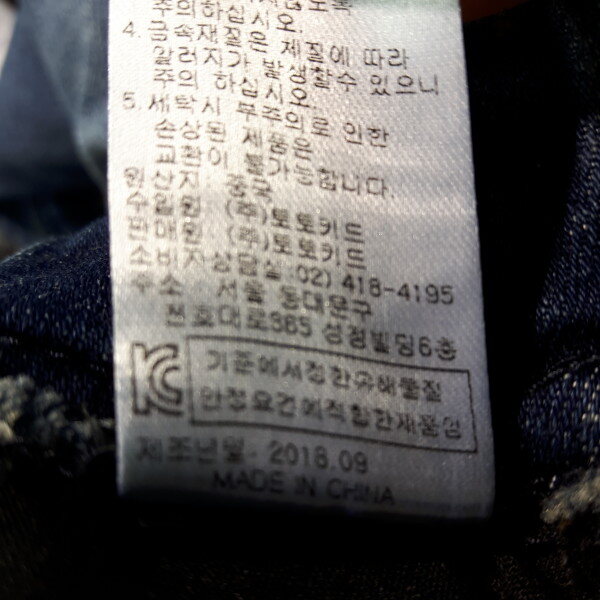 주의하십시오.
4. 금속재질은 체질에 따라
알러지가 발생할수 있으니
주의 하십시오.
5. 세탁시 부주의로 인한
손상된 제품은
교환이 불가능합니다.
원산지 중국
수입원 (주)토토키드
판매원 (주)토토키드
소비자상담실:02) 418-4195
주소 서울 동대문구
천호대로365 성정빌딩6층
KC
기준에서정한유해물질
안정요건에적합한제품임
제조년월- 2018.09
MADE IN CHINA